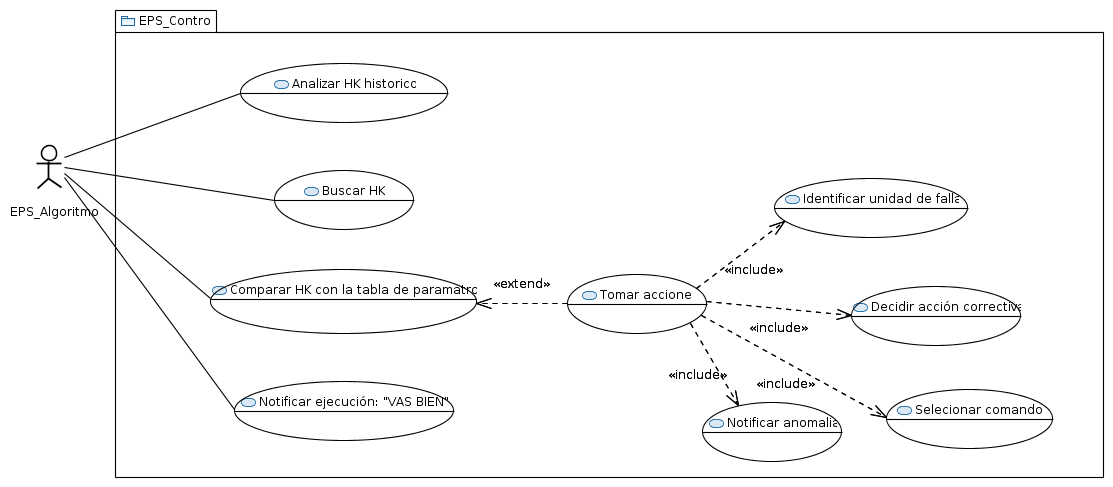 EPS_Contro
Analizar HK historicc
EPS_Algoritmo
Buscar HK
Identificar unidad de falla
«include»
«extend»
Comparar HK con la tabla de paramatro
Tomar accione
Decidir acción correctiva
«include»
«include»
«include»
Notificar ejecución: "VAS BIEN"
Selecionar comando
Notificar anomalia